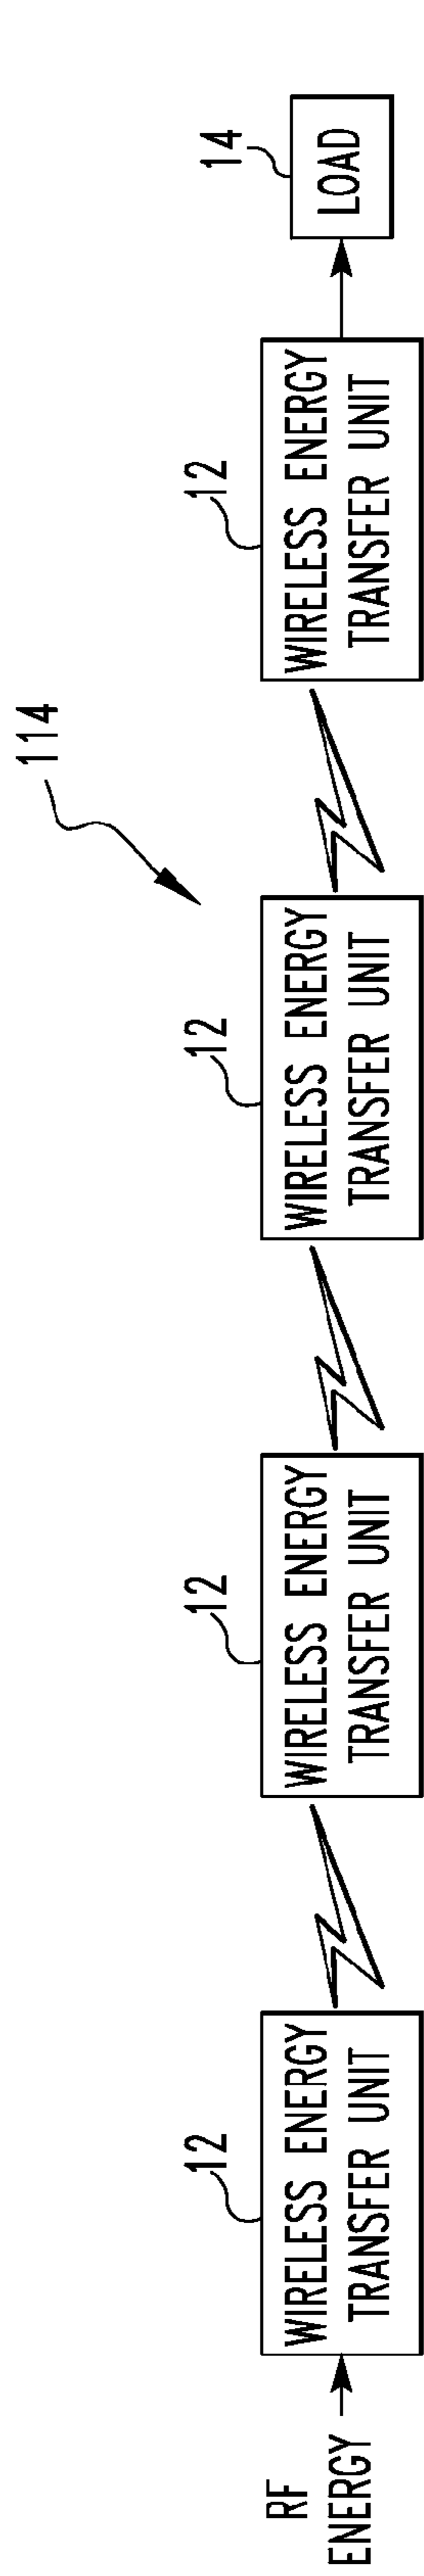 114
RF
ENERGY
12
WIRELESS ENERGY
TRANSFER UNIT
12
WIRELESS ENERGY
TRANSFER UNIT
12
WIRELESS ENERGY
TRANSFER UNIT
12
WIRELESS ENERGY
TRANSFER UNIT
14
LOAD